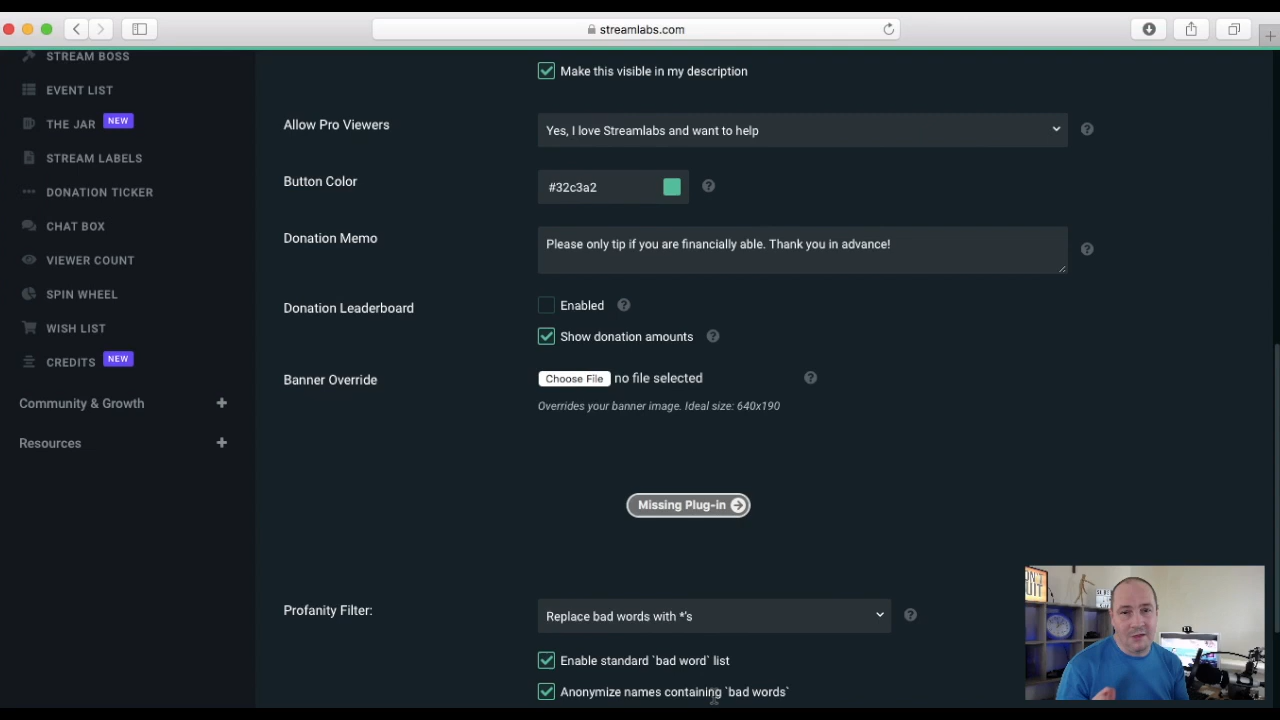 streamlabs.com
STREAM BOSS
EVENT LIST
THE JAR NEW
STREAM LABELS
DONATION TICKER
CHAT BOX
VIEWER COUNT
SPIN WHEEL
WISH LIST
CREDITS NEW
Community & Growth
Resources
Make this visible in my description
Allow Pro Viewers
Yes, I love Streamlabs and want to help
Button Color
#32c3a2
Donation Memo
Please only tip if you are financially able. Thank you in advance!
Donation Leaderboard
Enabled
Show donation amounts
Banner Override
Choose File no file selected
Overrides your banner image. Ideal size: 640x190
Missing Plug-in
Profanity Filter:
Replace bad words with *'s
Enable standard `bad word` list
Anonymize names containing `bad words`